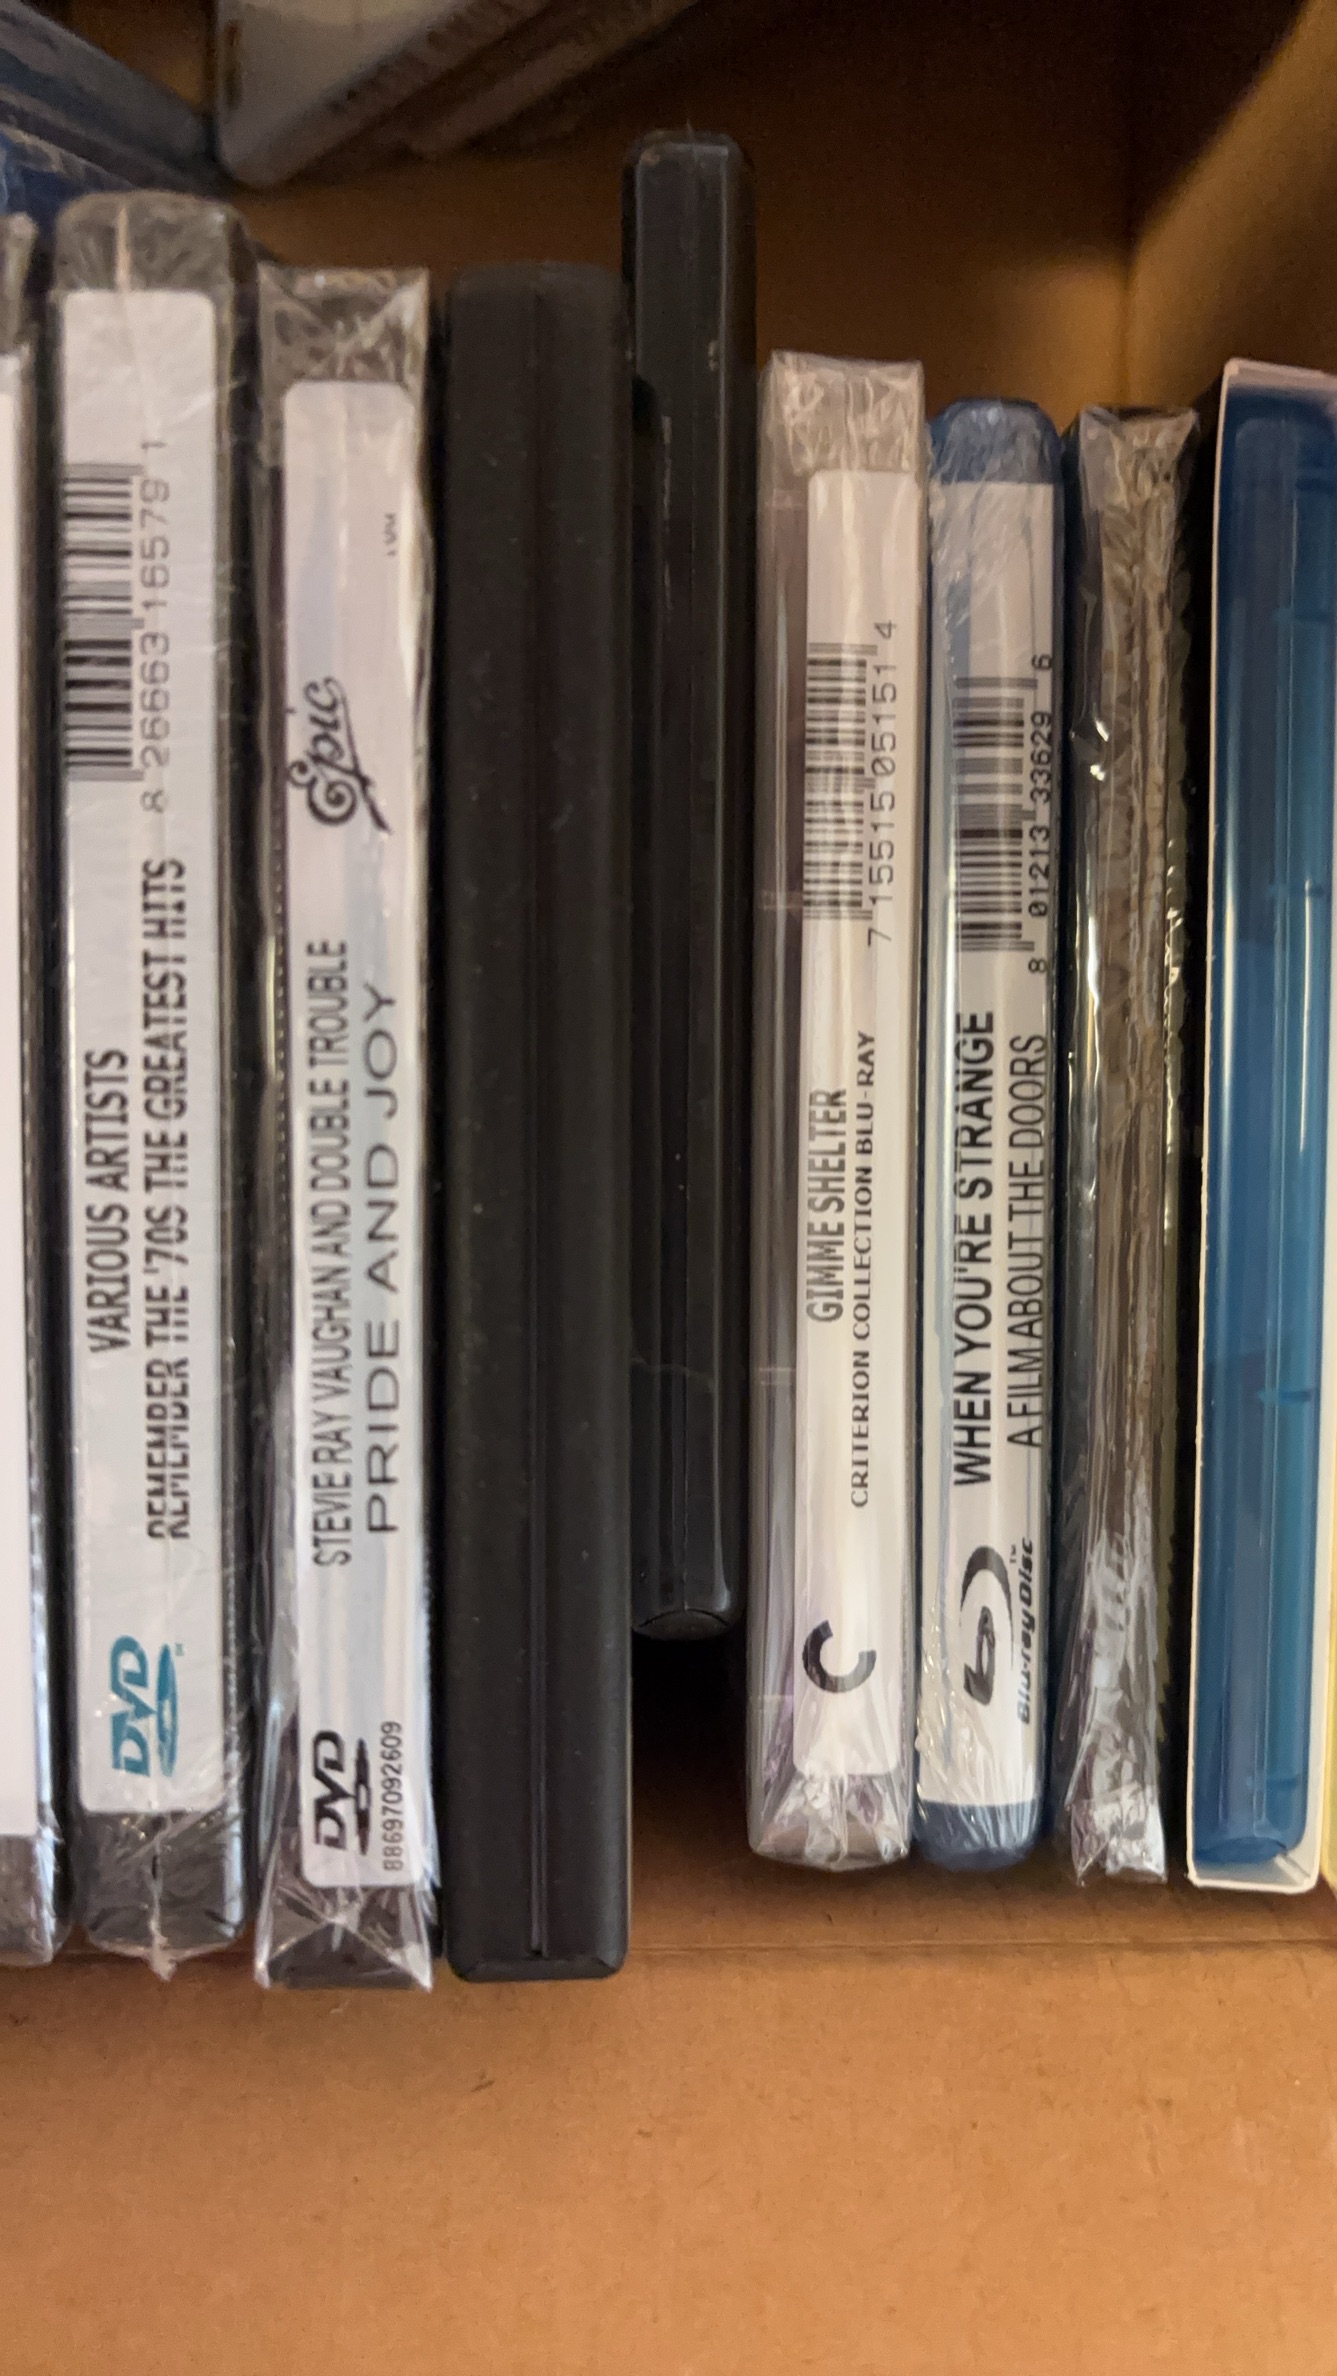 VARIOUS ARTISTS
REMEMBER THE '70S THE GREATEST HITS
8 26663 16579 1
DVD
STEVIE RAY VAUGHAN AND DOUBLE TROUBLE
PRIDE AND JOY
Epic
DVD
88697092609
GIMME SHELTER
CRITERION COLLECTION BLU-RAY
7 15515 05151 4
C
WHEN YOU'RE STRANGE
A FILM ABOUT THE DOORS
8 01213 33629 6
Blu-ray Disc™